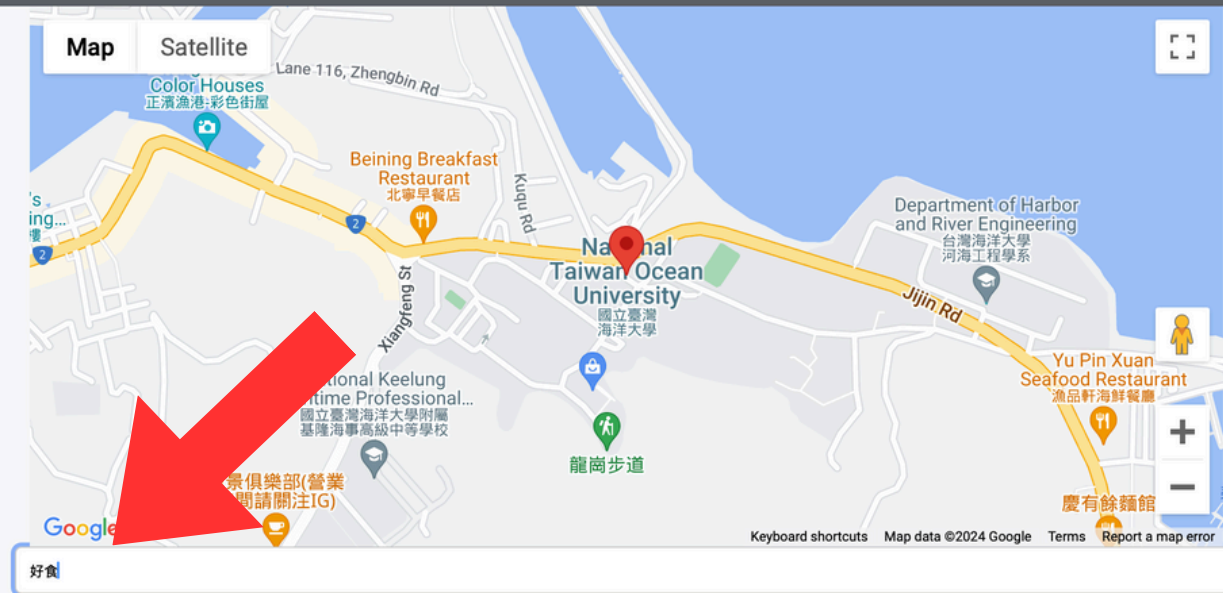 Map
Satellite
Lane 116, Zhengbin Rd
Color Houses
正濱漁港-彩色街屋
Beining Breakfast
Restaurant
北寧早餐店
Kuqu Rd
's
ing...
樓
2
2
National
Taiwan Ocean
University
國立臺灣
海洋大學
Department of Harbor
and River Engineering
台灣海洋大學
河海工程學系
Jijin Rd
Xiangfeng St
tional Keelung
time Professional...
國立臺灣海洋大學附屬
基隆海事高級中等學校
龍崗步道
Yu Pin Xuan
Seafood Restaurant
漁品軒海鮮餐廳
景俱樂部(營業
間請關注IG)
慶有餘麵館
Google
Keyboard shortcuts
Map data ©2024 Google
Terms
Report a map error
好食